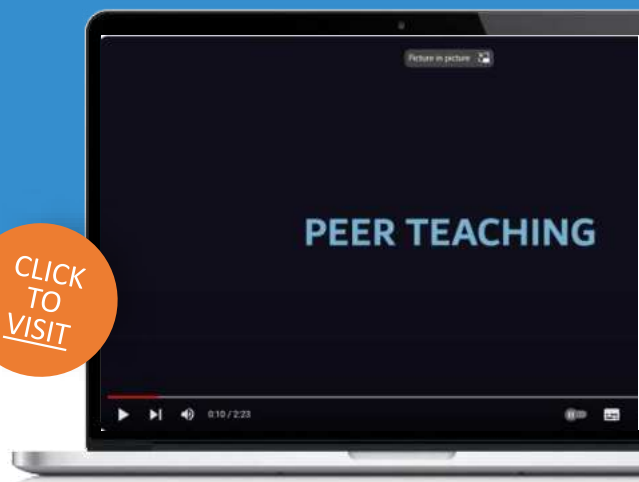 Picture in picture
PEER TEACHING
CLICK
TO
VISIT
0:10 / 2:23